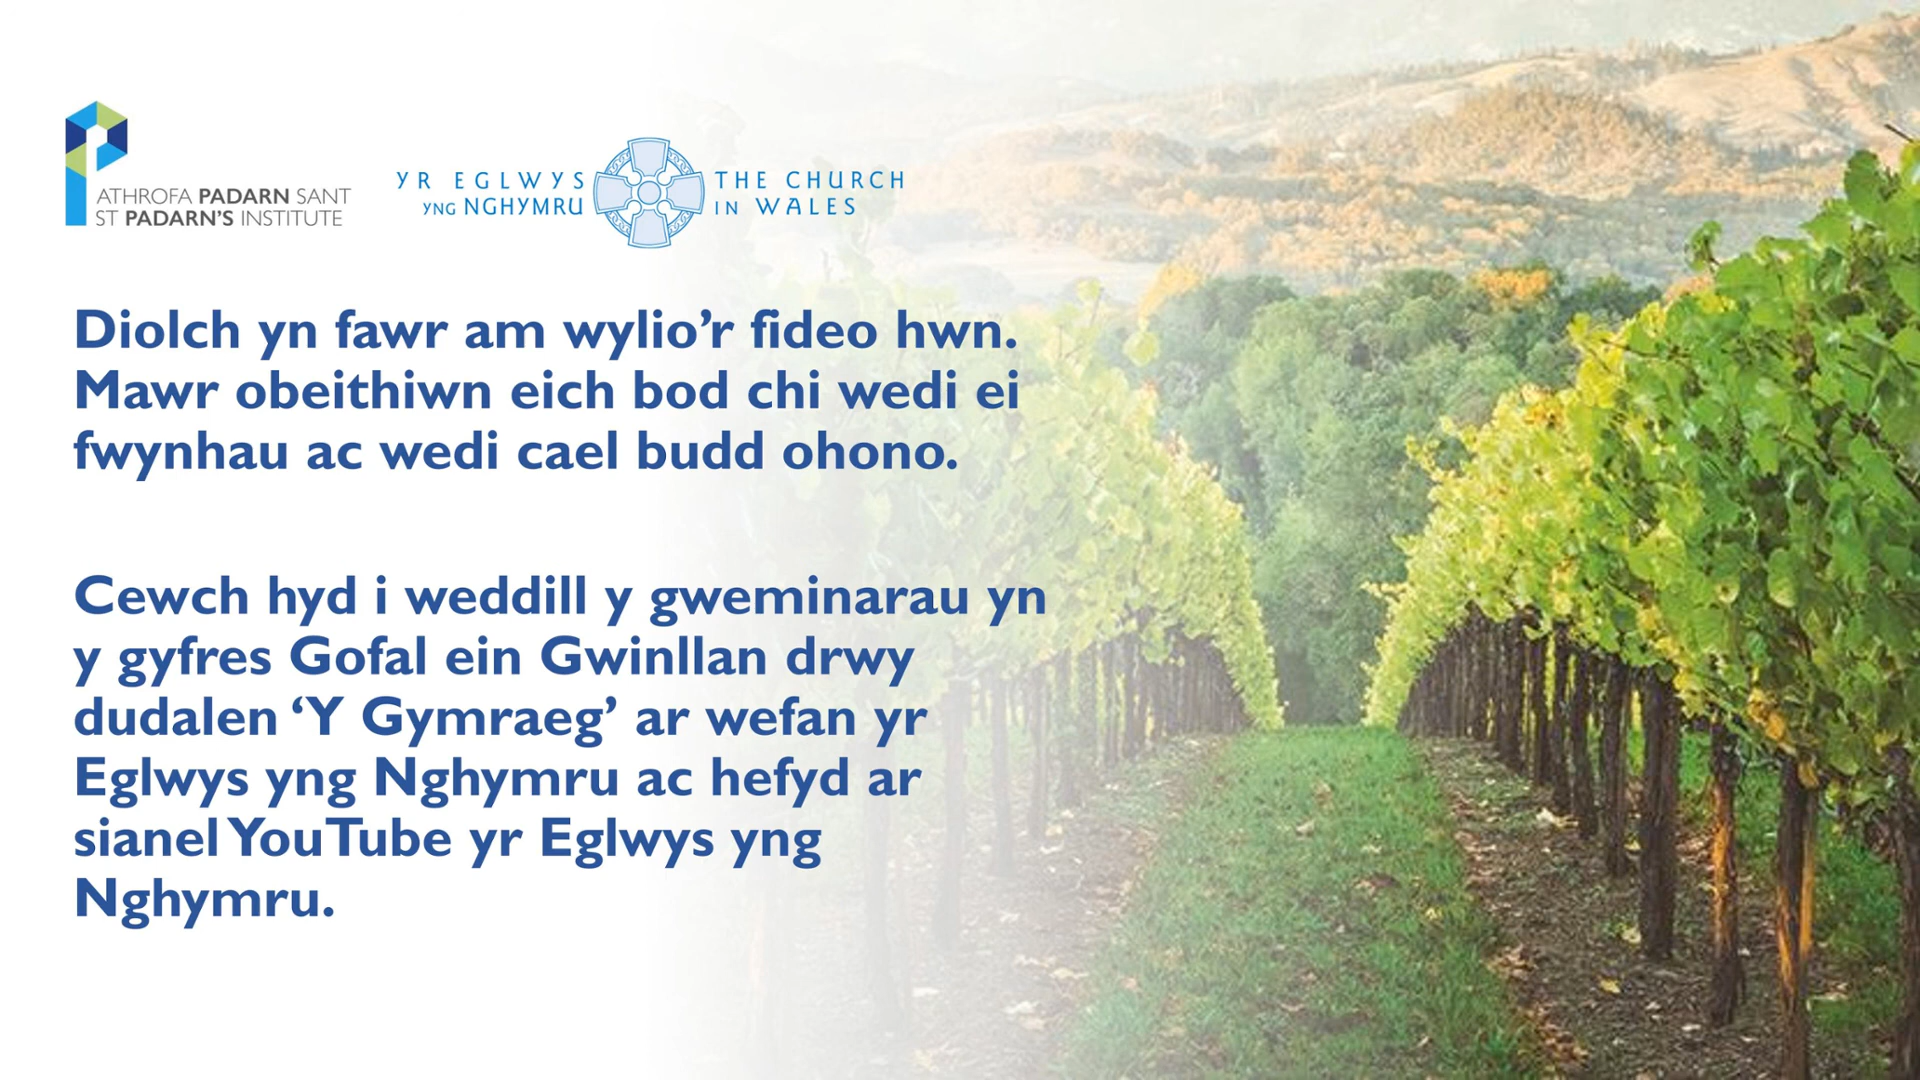 ATHROFA PADARN SANT
ST PADARN'S INSTITUTE
YR EGLWYS
YNG NGHYMRU
THE CHURCH
IN WALES
Diolch yn fawr am wylio’r fideo hwn.
Mawr obeithiwn eich bod chi wedi ei
fwynhau ac wedi cael budd ohono.
Cewch hyd i weddill y gweminarau yn
y gyfres Gofal ein Gwinllan drwy
dudalen ‘Y Gymraeg’ ar wefan yr
Eglwys yng Nghymru ac hefyd ar
sianel YouTube yr Eglwys yng
Nghymru.